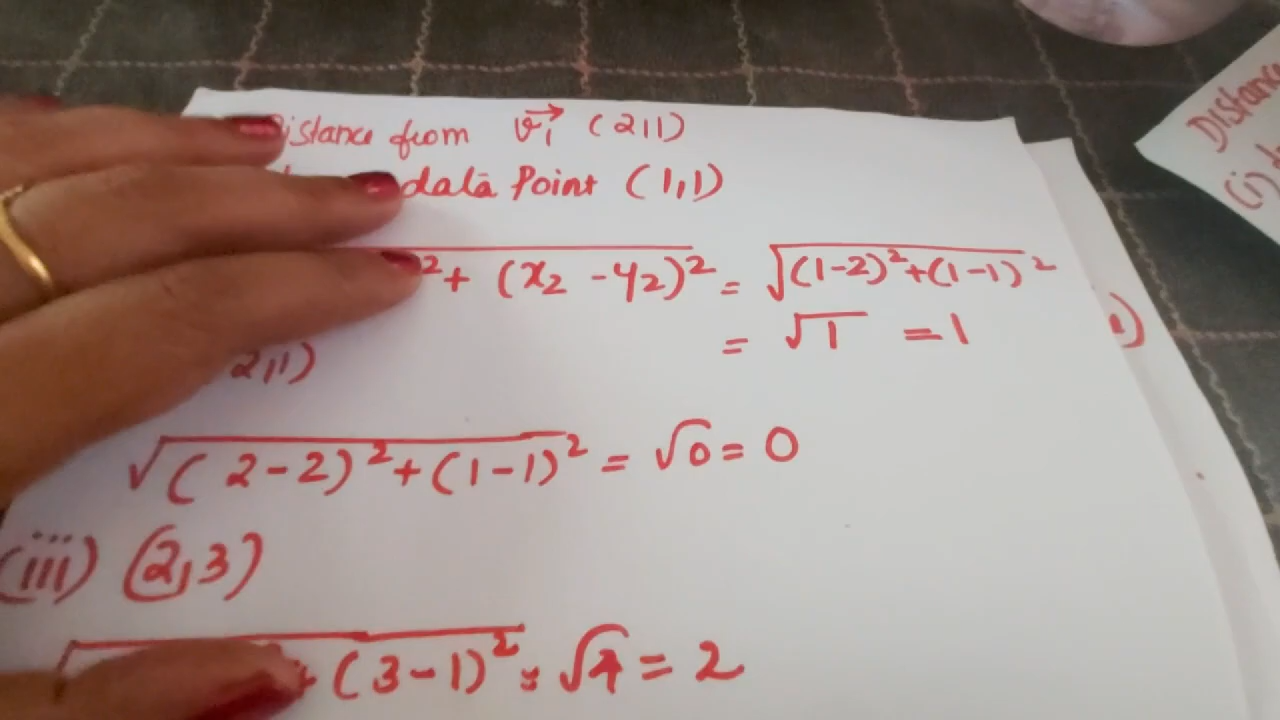 Distance from v₁→ (2,1)
data Point (1,1)
² + (x₂ - y₂)² = √(1-2)²+(1-1)²
= √1 = 1
2,1)
√(2-2)²+(1-1)² = √0 = 0
(iii) (2,3)
+ (3-1)² = √4 = 2
Distance
(i) d